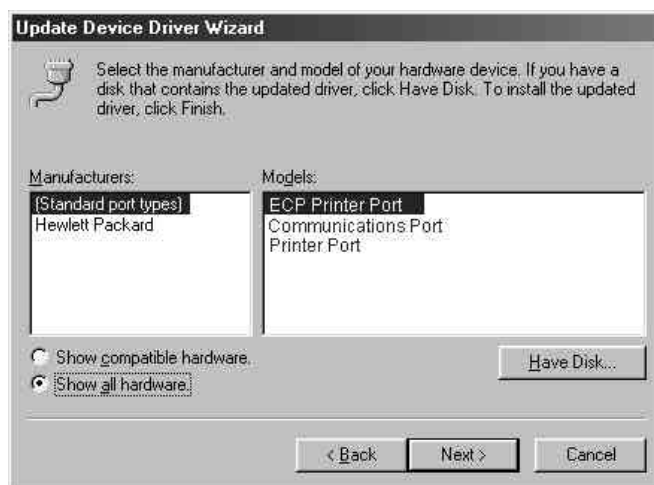 Update Device Driver Wizard
Select the manufacturer and model of your hardware device. If you have a
disk that contains the updated driver, click Have Disk. To install the updated
driver, click Finish.
Manufacturers:
(Standard port types)
Hewlett Packard
Models:
ECP Printer Port
Communications Port
Printer Port
Show compatible hardware.
Show all hardware.
Have Disk...
< Back
Next >
Cancel